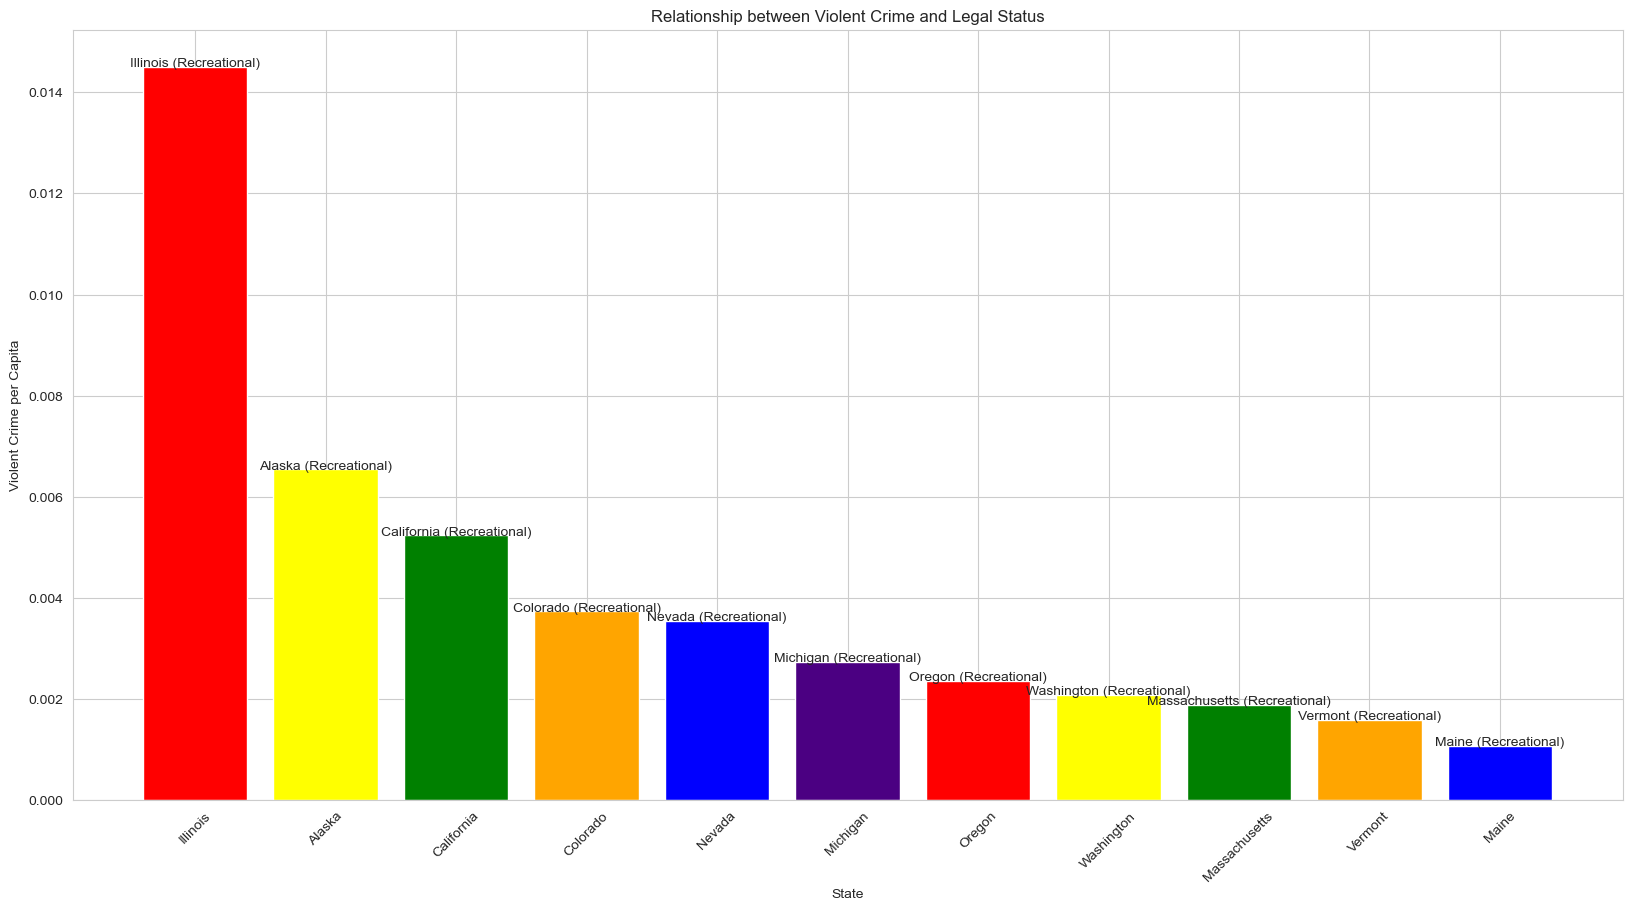 Relationship between Violent Crime and Legal Status
Violent Crime per Capita
0.014
0.012
0.010
0.008
0.006
0.004
0.002
0.000
Illinois (Recreational)
Alaska (Recreational)
California (Recreational)
Colorado (Recreational)
Nevada (Recreational)
Michigan (Recreational)
Oregon (Recreational)
Washington (Recreational)
Massachusetts (Recreational)
Vermont (Recreational)
Maine (Recreational)
Illinois
Alaska
California
Colorado
Nevada
Michigan
Oregon
Washington
Massachusetts
Vermont
Maine
State